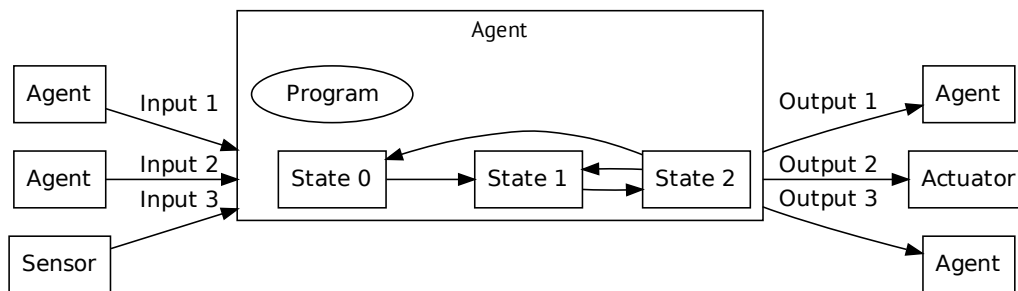 Agent
Agent
Agent
Sensor
Input 1
Input 2
Input 3
Program
State 0
State 1
State 2
Output 1
Output 2
Output 3
Agent
Actuator
Agent